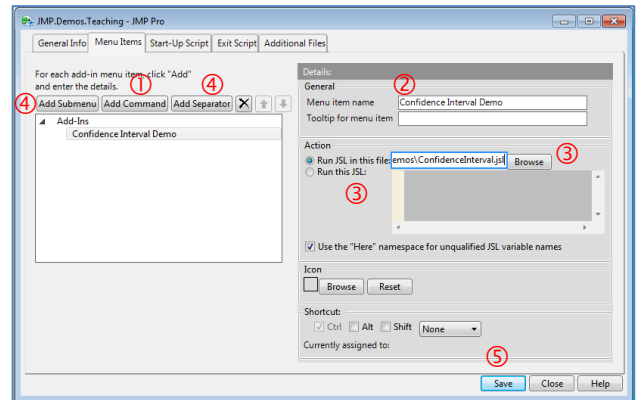 JMP.Demos.Teaching - JMP Pro
General Info Menu Items Start-Up Script Exit Script Additional Files
For each add-in menu item, click "Add"
and enter the details.
① ④
④ Add Submenu Add Command Add Separator
Add-Ins
Confidence Interval Demo
Details:
General ②
Menu item name Confidence Interval Demo
Tooltip for menu item
Action
Run JSL in this file: emos\ConfidenceInterval.jsl Browse ③
Run this JSL:
③
Use the "Here" namespace for unqualified JSL variable names
Icon
Browse Reset
Shortcut:
Ctrl Alt Shift None
Currently assigned to:
⑤
Save Close Help